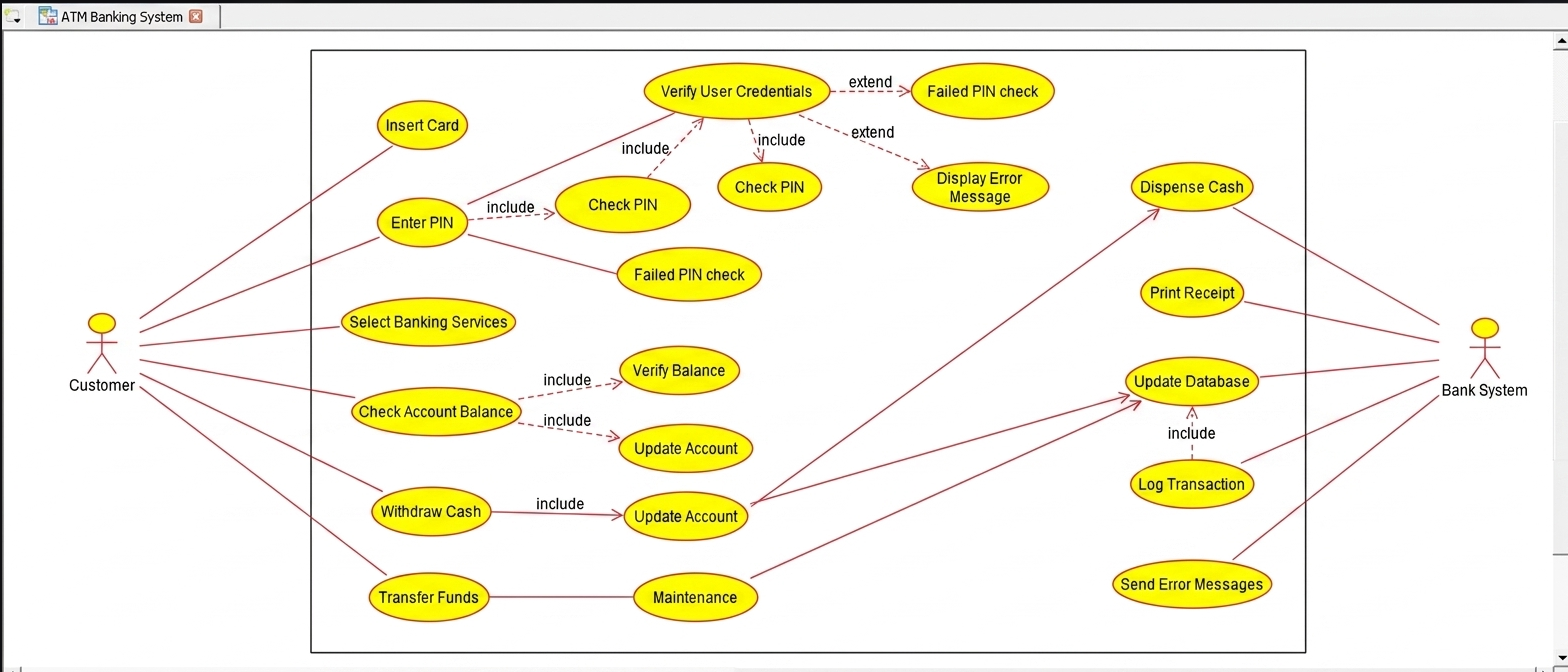 ATM Banking System
Verify User Credentials
extend
Failed PIN check
Insert Card
include
include
extend
Check PIN
Display Error
Message
Dispense Cash
Enter PIN
include
Check PIN
Failed PIN check
Print Receipt
Select Banking Services
Customer
include
Verify Balance
Update Database
Bank System
Check Account Balance
include
Update Account
include
Log Transaction
Withdraw Cash
include
Update Account
Transfer Funds
Maintenance
Send Error Messages